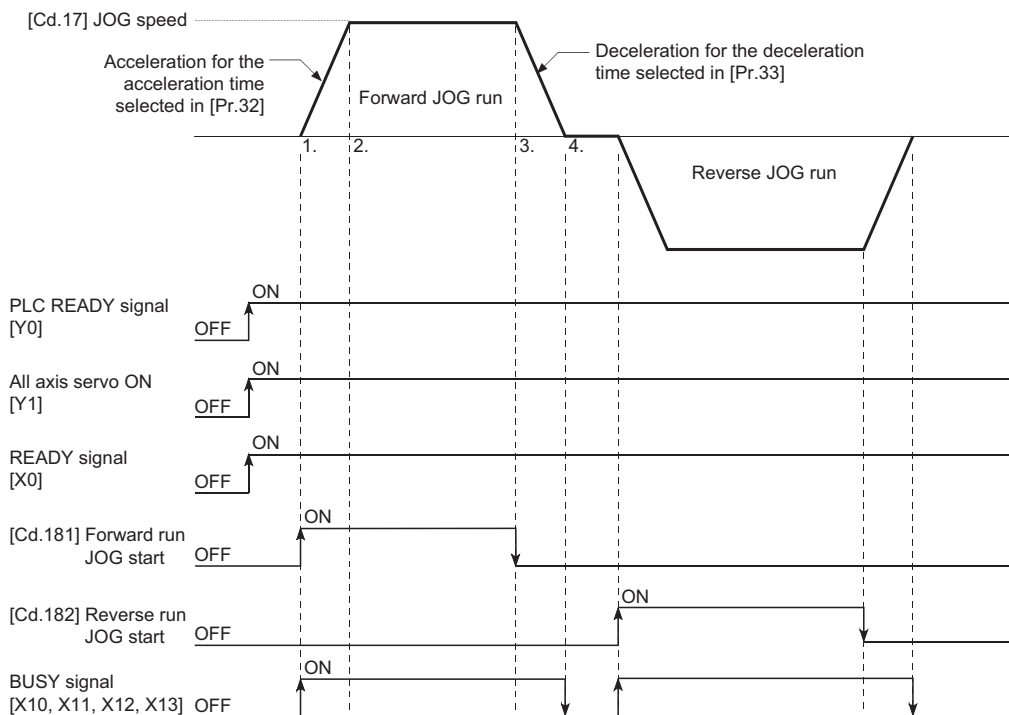 [Cd.17] JOG speed
Acceleration for the
acceleration time
selected in [Pr.32]
Forward JOG run
Deceleration for the deceleration
time selected in [Pr.33]
1. 2. 3. 4.
Reverse JOG run
PLC READY signal
[Y0]
OFF
ON
All axis servo ON
[Y1]
OFF
ON
READY signal
[X0]
OFF
ON
[Cd.181] Forward run
JOG start
OFF
ON
[Cd.182] Reverse run
JOG start
OFF
ON
BUSY signal
[X10, X11, X12, X13]
OFF
ON